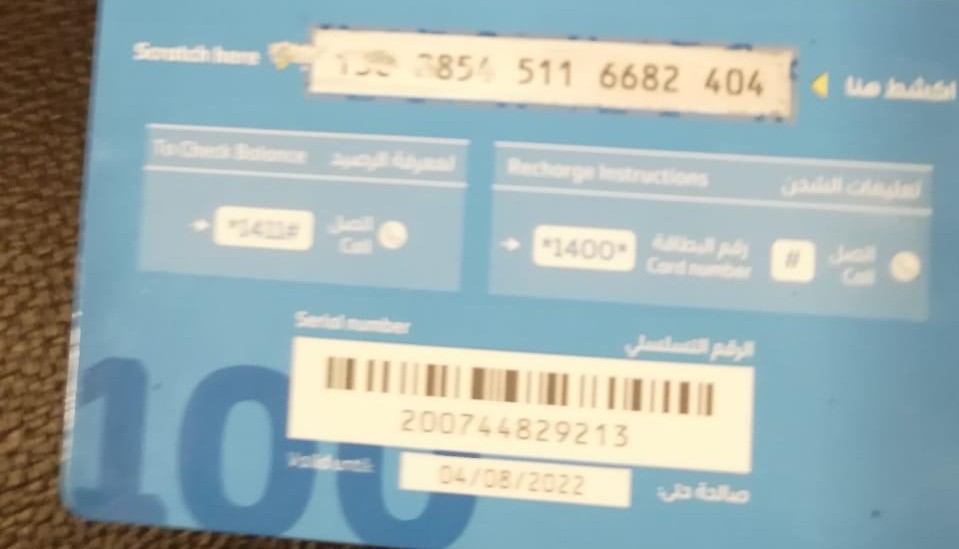 Scratch here
511 6682 404
اكشط هنا
To Check Balance لمعرفة الرصيد
*1411#
اتصل
Call
Recharge Instructions تعليمات الشحن
*1400*
رقم البطاقة
Card number
#
اتصل
Call
Serial number الرقم التسلسلي
200744829213
Valid until: 04/08/2022 صالحة حتى:
100